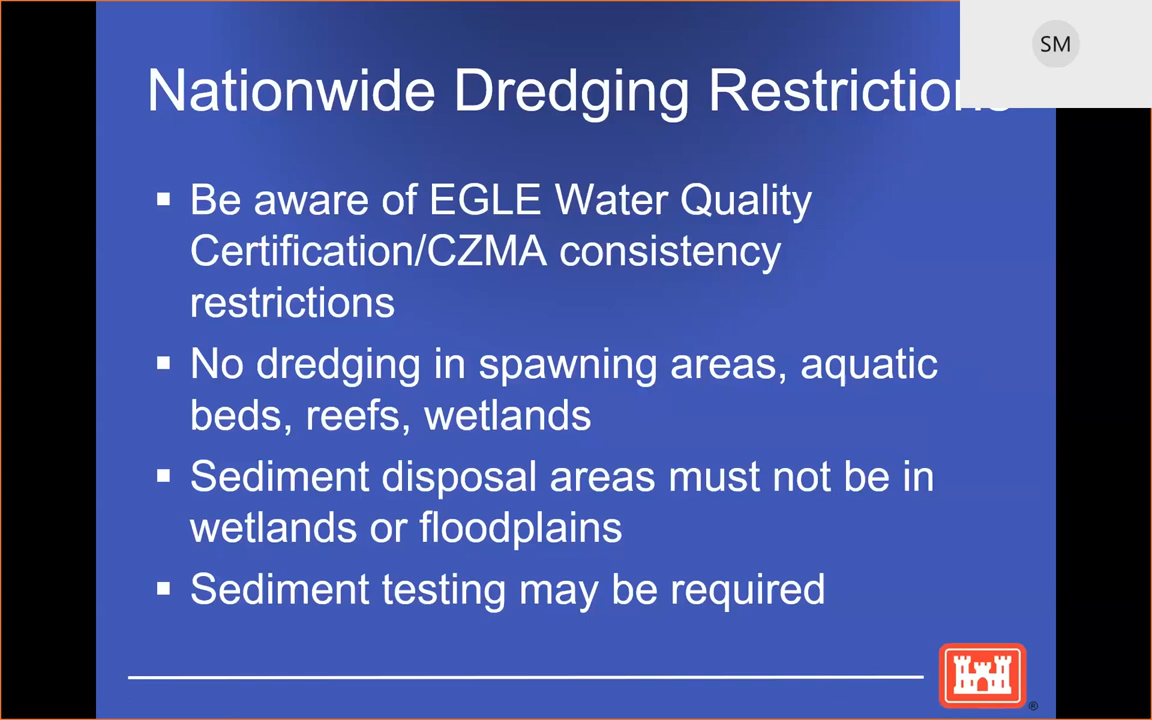 SM
Nationwide Dredging Restrictions
▪ Be aware of EGLE Water Quality
Certification/CZMA consistency
restrictions
▪ No dredging in spawning areas, aquatic
beds, reefs, wetlands
▪ Sediment disposal areas must not be in
wetlands or floodplains
▪ Sediment testing may be required
®